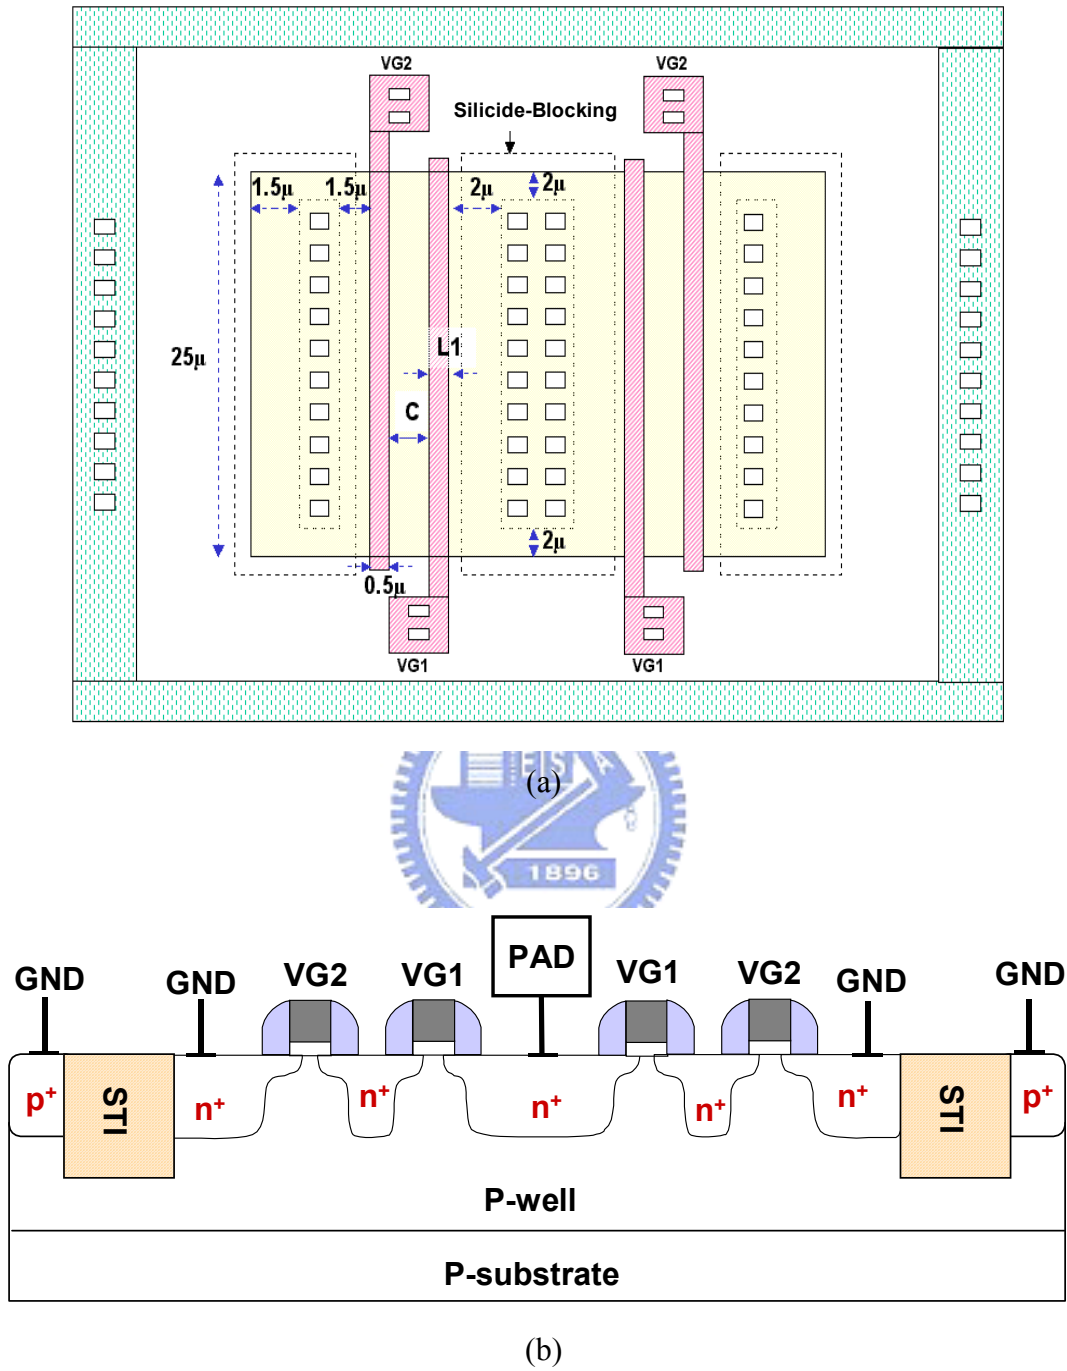 VG2
VG2
Silicide-Blocking
1.5μ
1.5μ
2μ
2μ
25μ
L1
C
2μ
0.5μ
VG1
VG1
ESA
(a)
1896
PAD
GND
GND
VG2
VG1
VG1
VG2
GND
GND
p+
STI
n+
n+
n+
n+
n+
STI
p+
P-well
P-substrate
(b)